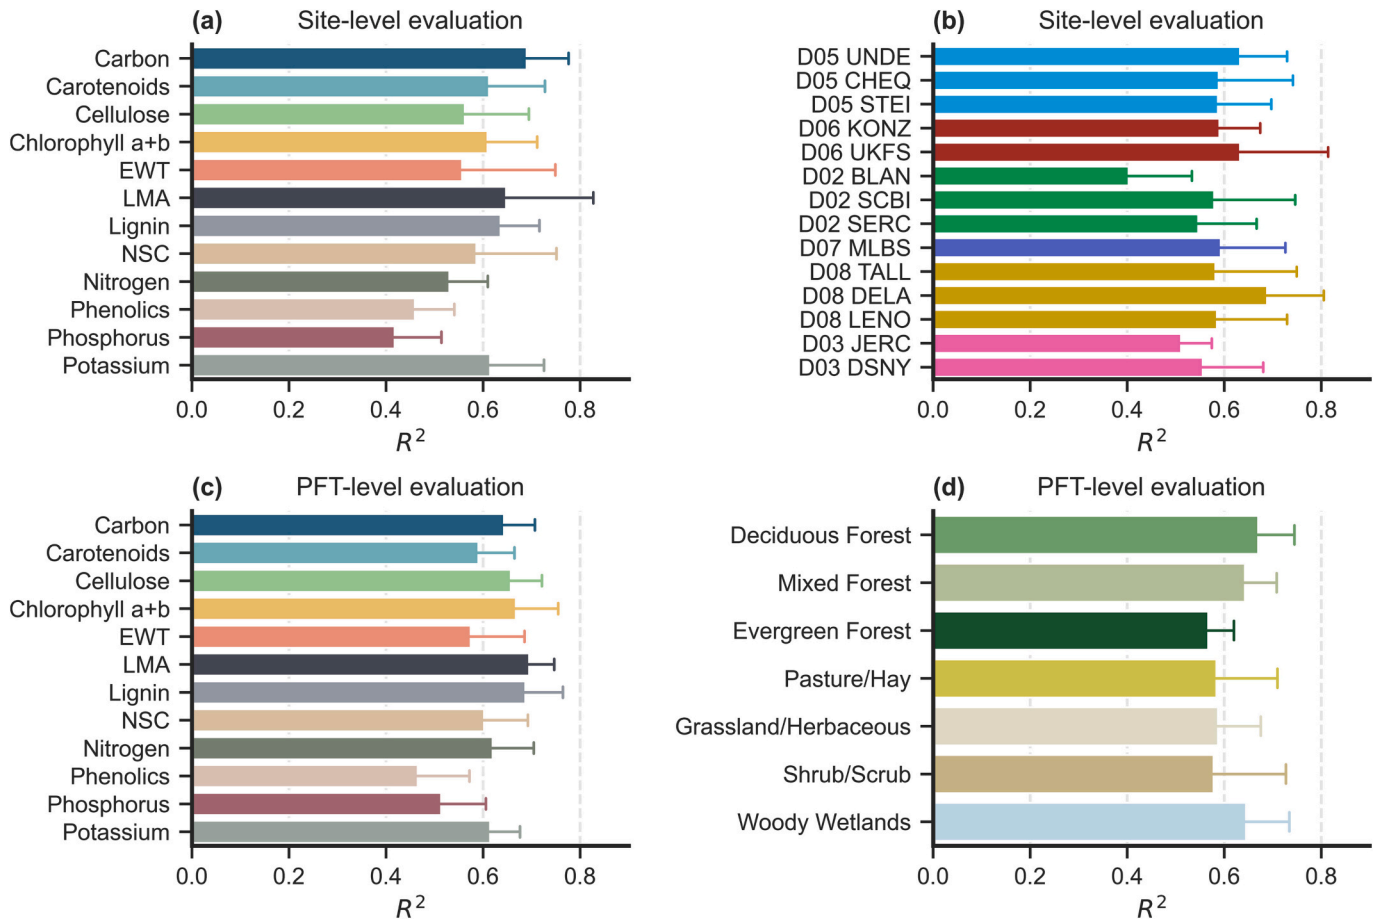 (a) Site-level evaluation
Carbon
Carotenoids
Cellulose
Chlorophyll a+b
EWT
LMA
Lignin
NSC
Nitrogen
Phenolics
Phosphorus
Potassium
0.0 0.2 0.4 0.6 0.8
R²
(b) Site-level evaluation
D05 UNDE
D05 CHEQ
D05 STEI
D06 KONZ
D06 UKFS
D02 BLAN
D02 SCBI
D02 SERC
D07 MLBS
D08 TALL
D08 DELA
D08 LENO
D03 JERC
D03 DSNY
0.0 0.2 0.4 0.6 0.8
R²
(c) PFT-level evaluation
Carbon
Carotenoids
Cellulose
Chlorophyll a+b
EWT
LMA
Lignin
NSC
Nitrogen
Phenolics
Phosphorus
Potassium
0.0 0.2 0.4 0.6 0.8
R²
(d) PFT-level evaluation
Deciduous Forest
Mixed Forest
Evergreen Forest
Pasture/Hay
Grassland/Herbaceous
Shrub/Scrub
Woody Wetlands
0.0 0.2 0.4 0.6 0.8
R²